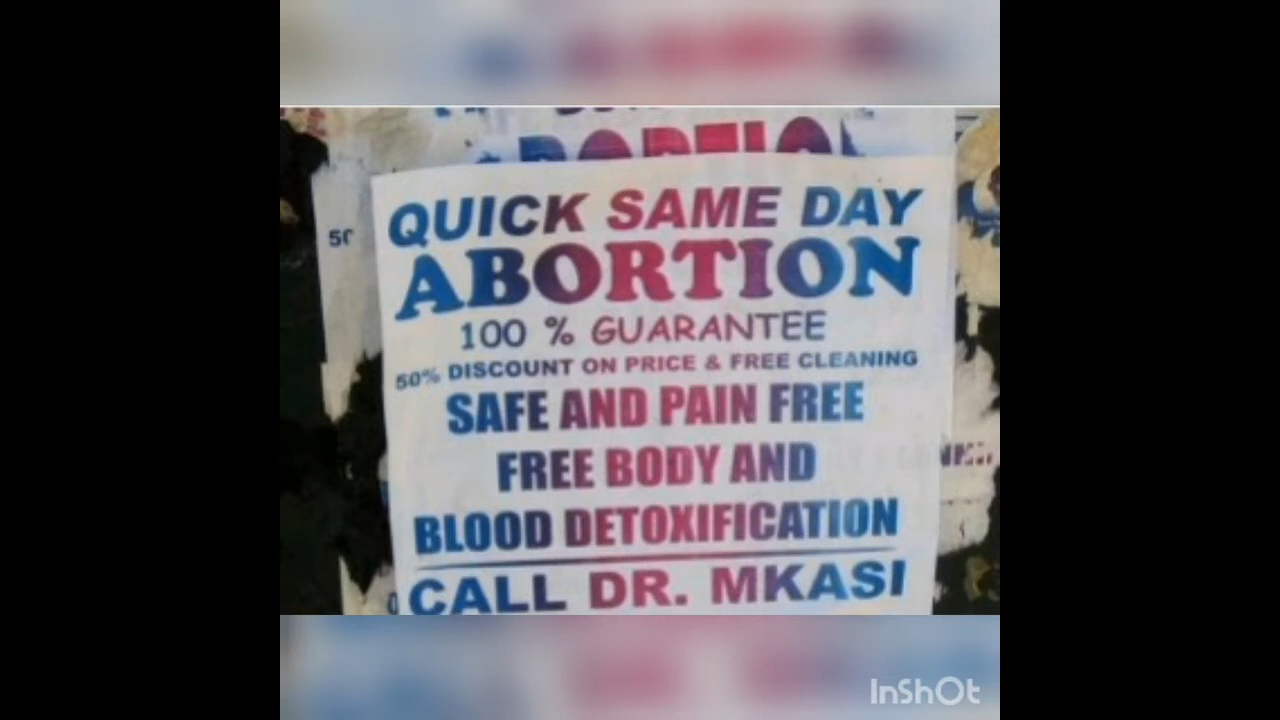 50
QUICK SAME DAY
ABORTION
100 % GUARANTEE
50% DISCOUNT ON PRICE & FREE CLEANING
SAFE AND PAIN FREE
FREE BODY AND
BLOOD DETOXIFICATION
CALL DR. MKASI
InShOt